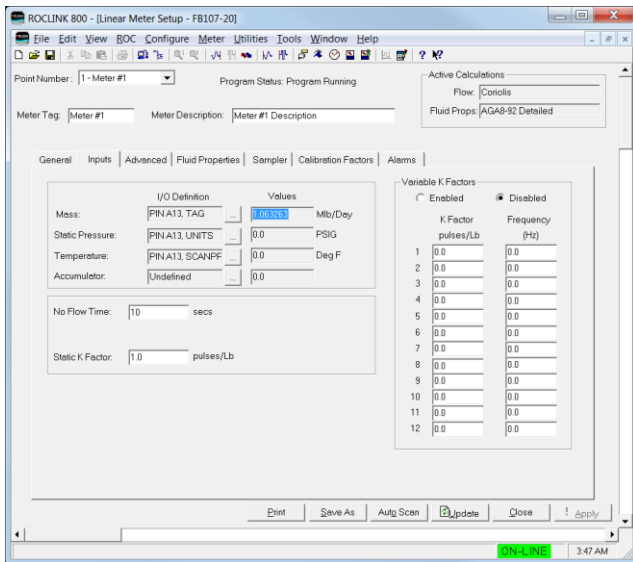 ROCLINK 800 - [Linear Meter Setup - FB107-20]
File Edit View ROC Configure Meter Utilities Tools Window Help
Point Number: 1 - Meter #1 Program Status: Program Running
Active Calculations
Flow: Coriolis
Meter Tag: Meter #1 Meter Description: Meter #1 Description
Fluid Props: AGA8-92 Detailed
General Inputs Advanced Fluid Properties Sampler Calibration Factors Alarms
I/O Definition Values
Mass: PIN A13, TAG ... 1.063263 Mlb/Day
Static Pressure: PIN A13, UNITS ... 0.0 PSIG
Temperature: PIN A13, SCANPF ... 0.0 Deg F
Accumulator: Undefined ... 0.0
No Flow Time: 10 secs
Static K Factor: 1.0 pulses/Lb
Variable K Factors
Enabled Disabled
K Factor Frequency
pulses/Lb (Hz)
1 0.0 0.0
2 0.0 0.0
3 0.0 0.0
4 0.0 0.0
5 0.0 0.0
6 0.0 0.0
7 0.0 0.0
8 0.0 0.0
9 0.0 0.0
10 0.0 0.0
11 0.0 0.0
12 0.0 0.0
Print Save As Auto Scan Update Close ! Apply
ON-LINE 3:47 AM